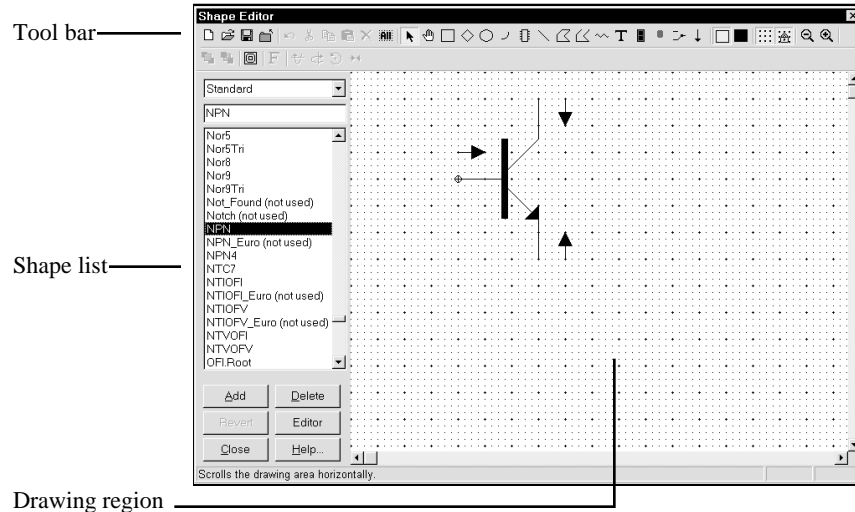 Shape Editor
Tool bar
Standard
NPN
Nor5
Nor5Tri
Nor8
Nor9
Nor9Tri
Not_Found (not used)
Notch (not used)
NPN
NPN_Euro (not used)
NPN4
NTC7
NTIOFI
NTIOFI_Euro (not used)
NTIOFV
NTIOFV_Euro (not used)
NTVOFI
NTVOFV
OFI.Root
Shape list
Add Delete
Revert Editor
Close Help...
Scrolls the drawing area horizontally.
Drawing region